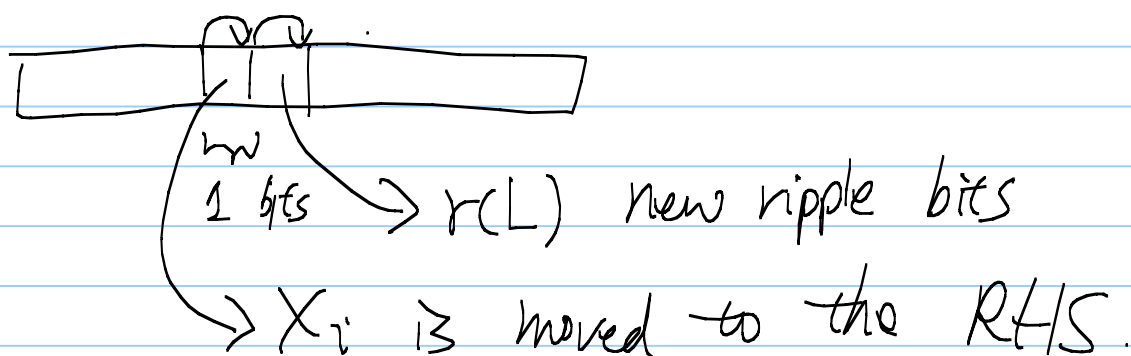 1 bits r(L) new ripple bits
X_i is moved to the RHS.